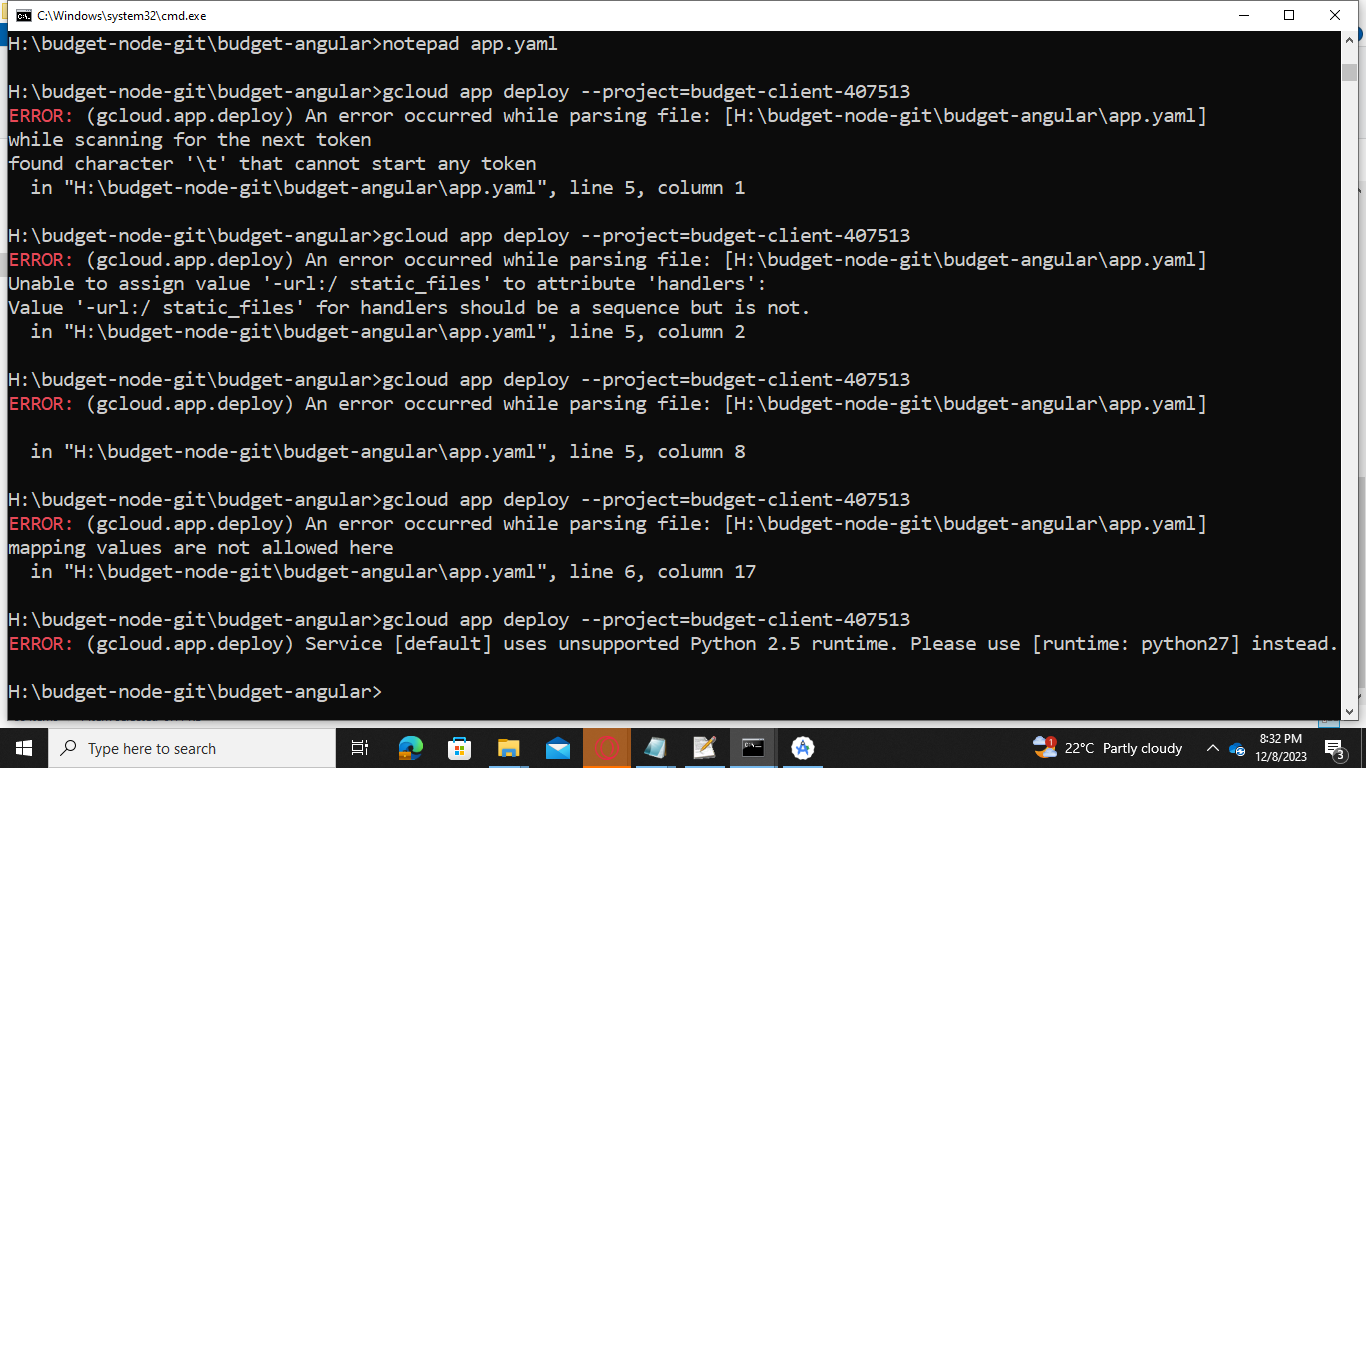 C:\Windows\system32\cmd.exe
H:\budget-node-git\budget-angular>notepad app.yaml
H:\budget-node-git\budget-angular>gcloud app deploy --project=budget-client-407513
ERROR: (gcloud.app.deploy) An error occurred while parsing file: [H:\budget-node-git\budget-angular\app.yaml]
while scanning for the next token
found character '\t' that cannot start any token
in "H:\budget-node-git\budget-angular\app.yaml", line 5, column 1
H:\budget-node-git\budget-angular>gcloud app deploy --project=budget-client-407513
ERROR: (gcloud.app.deploy) An error occurred while parsing file: [H:\budget-node-git\budget-angular\app.yaml]
Unable to assign value '-url:/ static_files' to attribute 'handlers':
Value '-url:/ static_files' for handlers should be a sequence but is not.
in "H:\budget-node-git\budget-angular\app.yaml", line 5, column 2
H:\budget-node-git\budget-angular>gcloud app deploy --project=budget-client-407513
ERROR: (gcloud.app.deploy) An error occurred while parsing file: [H:\budget-node-git\budget-angular\app.yaml]
in "H:\budget-node-git\budget-angular\app.yaml", line 5, column 8
H:\budget-node-git\budget-angular>gcloud app deploy --project=budget-client-407513
ERROR: (gcloud.app.deploy) An error occurred while parsing file: [H:\budget-node-git\budget-angular\app.yaml]
mapping values are not allowed here
in "H:\budget-node-git\budget-angular\app.yaml", line 6, column 17
H:\budget-node-git\budget-angular>gcloud app deploy --project=budget-client-407513
ERROR: (gcloud.app.deploy) Service [default] uses unsupported Python 2.5 runtime. Please use [runtime: python27] instead.
H:\budget-node-git\budget-angular>
Type here to search
1
22°C Partly cloudy
8:32 PM
12/8/2023
3